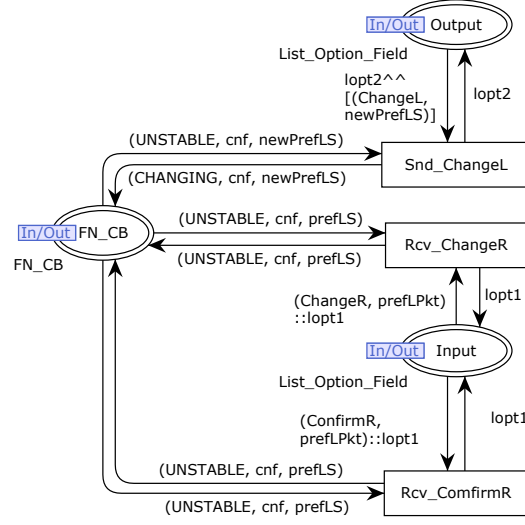 In/Out Output
List_Option_Field
lopt2^^
[(ChangeL,
newPrefLS)]
lopt2
(UNSTABLE, cnf, newPrefLS)
Snd_ChangeL
(CHANGING, cnf, newPrefLS)
(UNSTABLE, cnf, prefLS)
In/Out FN_CB
Rcv_ChangeR
(UNSTABLE, cnf, prefLS)
FN_CB
(ChangeR, prefLPkt)
::lopt1
lopt1
In/Out Input
List_Option_Field
(ConfirmR,
prefLPkt)::lopt1
lopt1
(UNSTABLE, cnf, prefLS)
Rcv_ComfirmR
(UNSTABLE, cnf, prefLS)